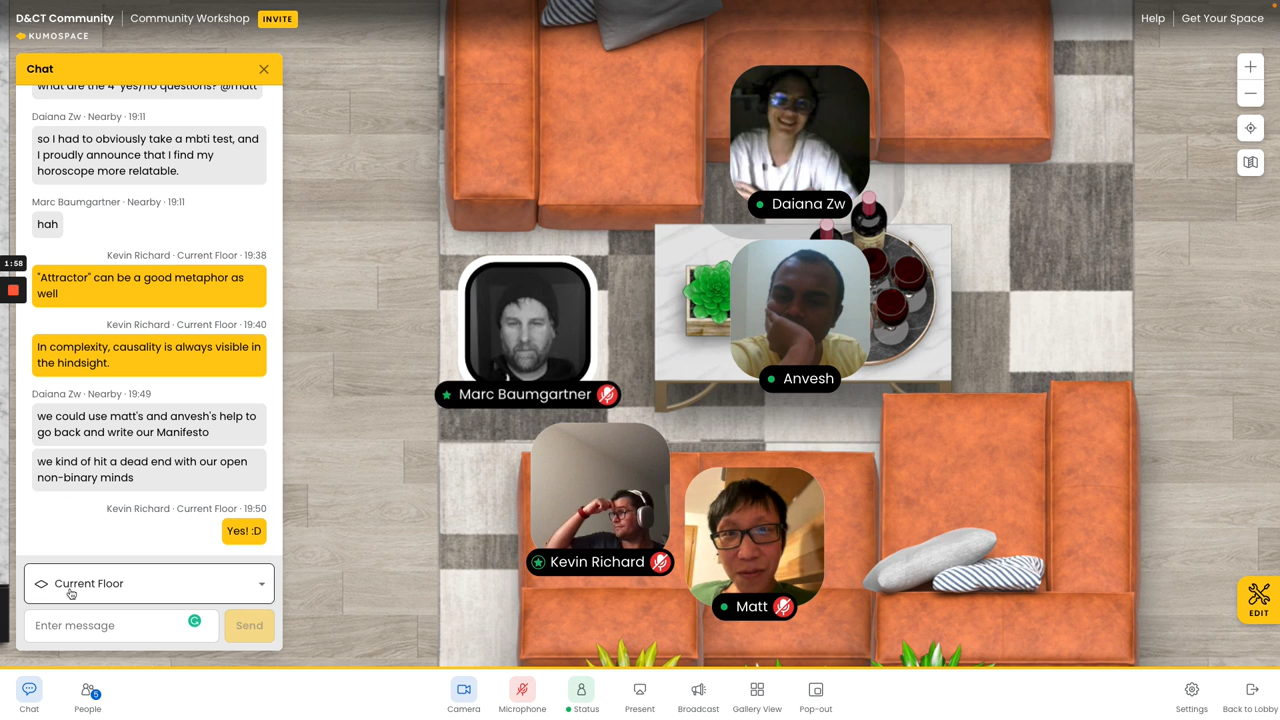 D&CT Community
Community Workshop
INVITE
KUMOSPACE
Help
Get Your Space
Chat
what are the 4 yes/no questions? @matt
Daiana Zw · Nearby · 19:11
so I had to obviously take a mbti test, and
I proudly announce that I find my
horoscope more relatable.
Marc Baumgartner · Nearby · 19:11
hah
Kevin Richard · Current Floor · 19:38
"Attractor" can be a good metaphor as
well
Kevin Richard · Current Floor · 19:40
In complexity, causality is always visible in
the hindsight.
Daiana Zw · Nearby · 19:49
we could use matt's and anvesh's help to
go back and write our Manifesto
we kind of hit a dead end with our open
non-binary minds
Kevin Richard · Current Floor · 19:50
Yes! :D
Current Floor
Enter message
Send
1:58
Daiana Zw
Anvesh
Marc Baumgartner
Kevin Richard
Matt
EDIT
Chat
5
People
Camera
Microphone
Status
Present
Broadcast
Gallery View
Pop-out
Settings
Back to Lobby